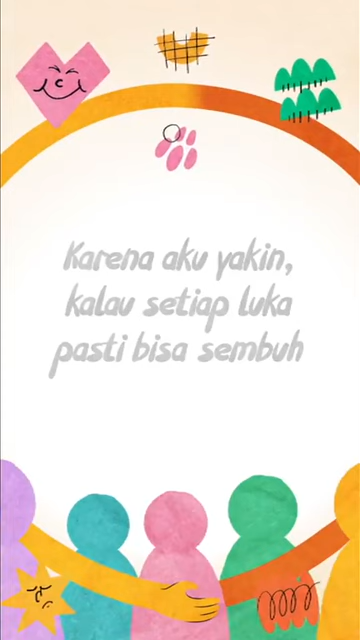 Karena aku yakin,
kalau setiap luka
pasti bisa sembuh